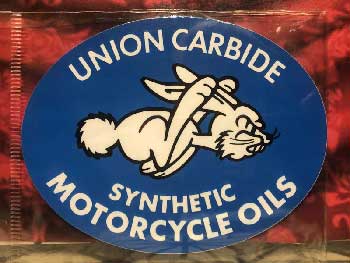 UNION CARBIDE
SYNTHETIC
MOTORCYCLE OILS